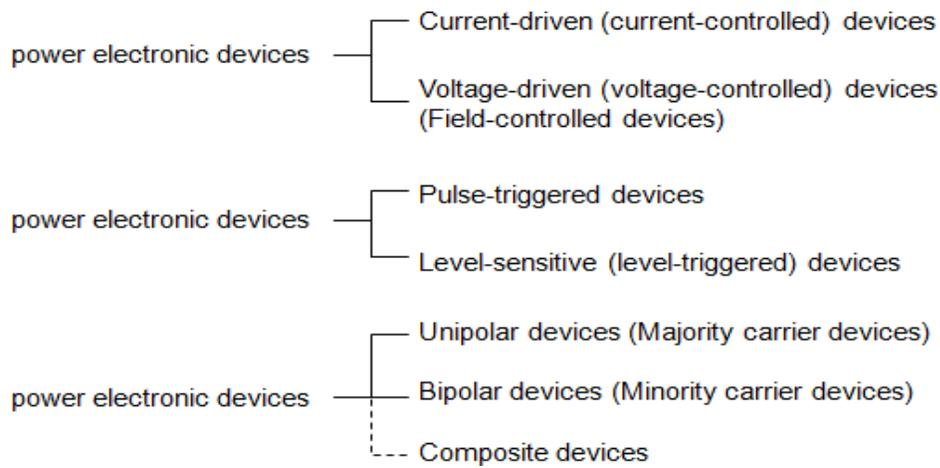 Current-driven (current-controlled) devices
power electronic devices
Voltage-driven (voltage-controlled) devices
(Field-controlled devices)
Pulse-triggered devices
power electronic devices
Level-sensitive (level-triggered) devices
Unipolar devices (Majority carrier devices)
power electronic devices
Bipolar devices (Minority carrier devices)
Composite devices